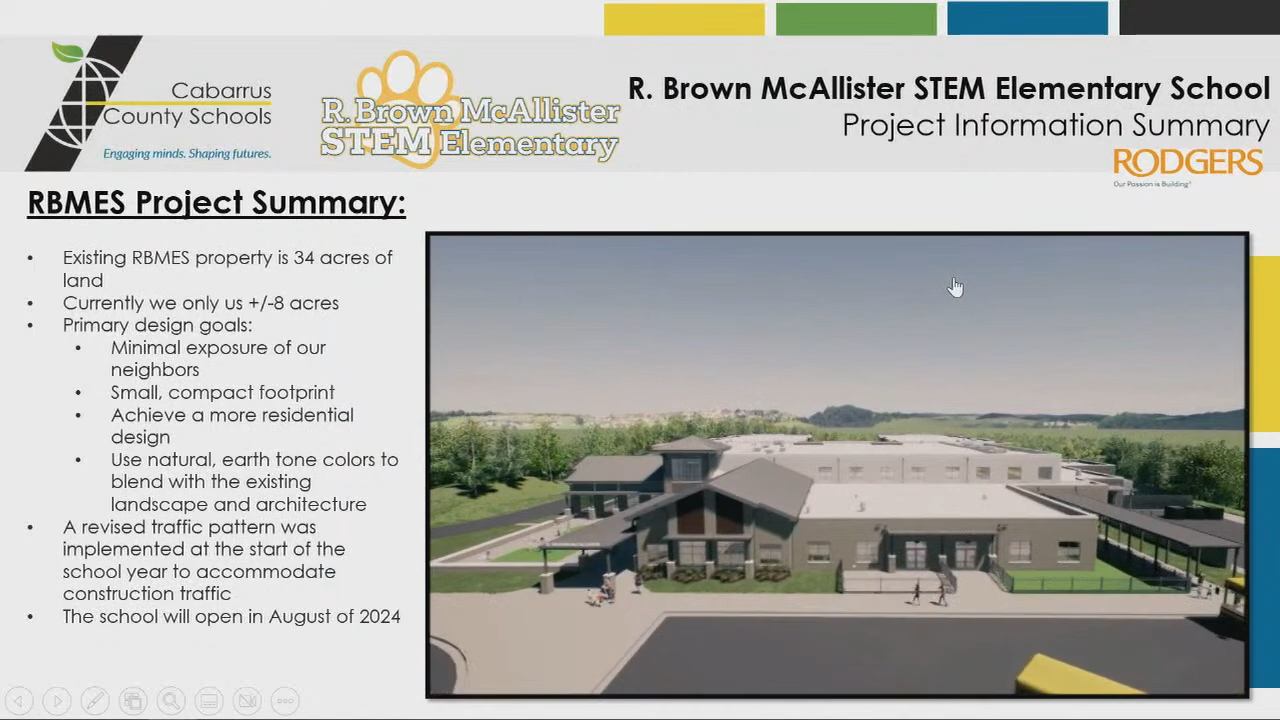 Cabarrus
County Schools
Engaging minds. Shaping futures.
R. Brown McAllister
STEM Elementary
R. Brown McAllister STEM Elementary School
Project Information Summary
RODGERS
Our Passion is Building®
RBMES Project Summary:
• Existing RBMES property is 34 acres of
land
• Currently we only us +/-8 acres
• Primary design goals:
• Minimal exposure of our
neighbors
• Small, compact footprint
• Achieve a more residential
design
• Use natural, earth tone colors to
blend with the existing
landscape and architecture
• A revised traffic pattern was
implemented at the start of the
school year to accommodate
construction traffic
• The school will open in August of 2024